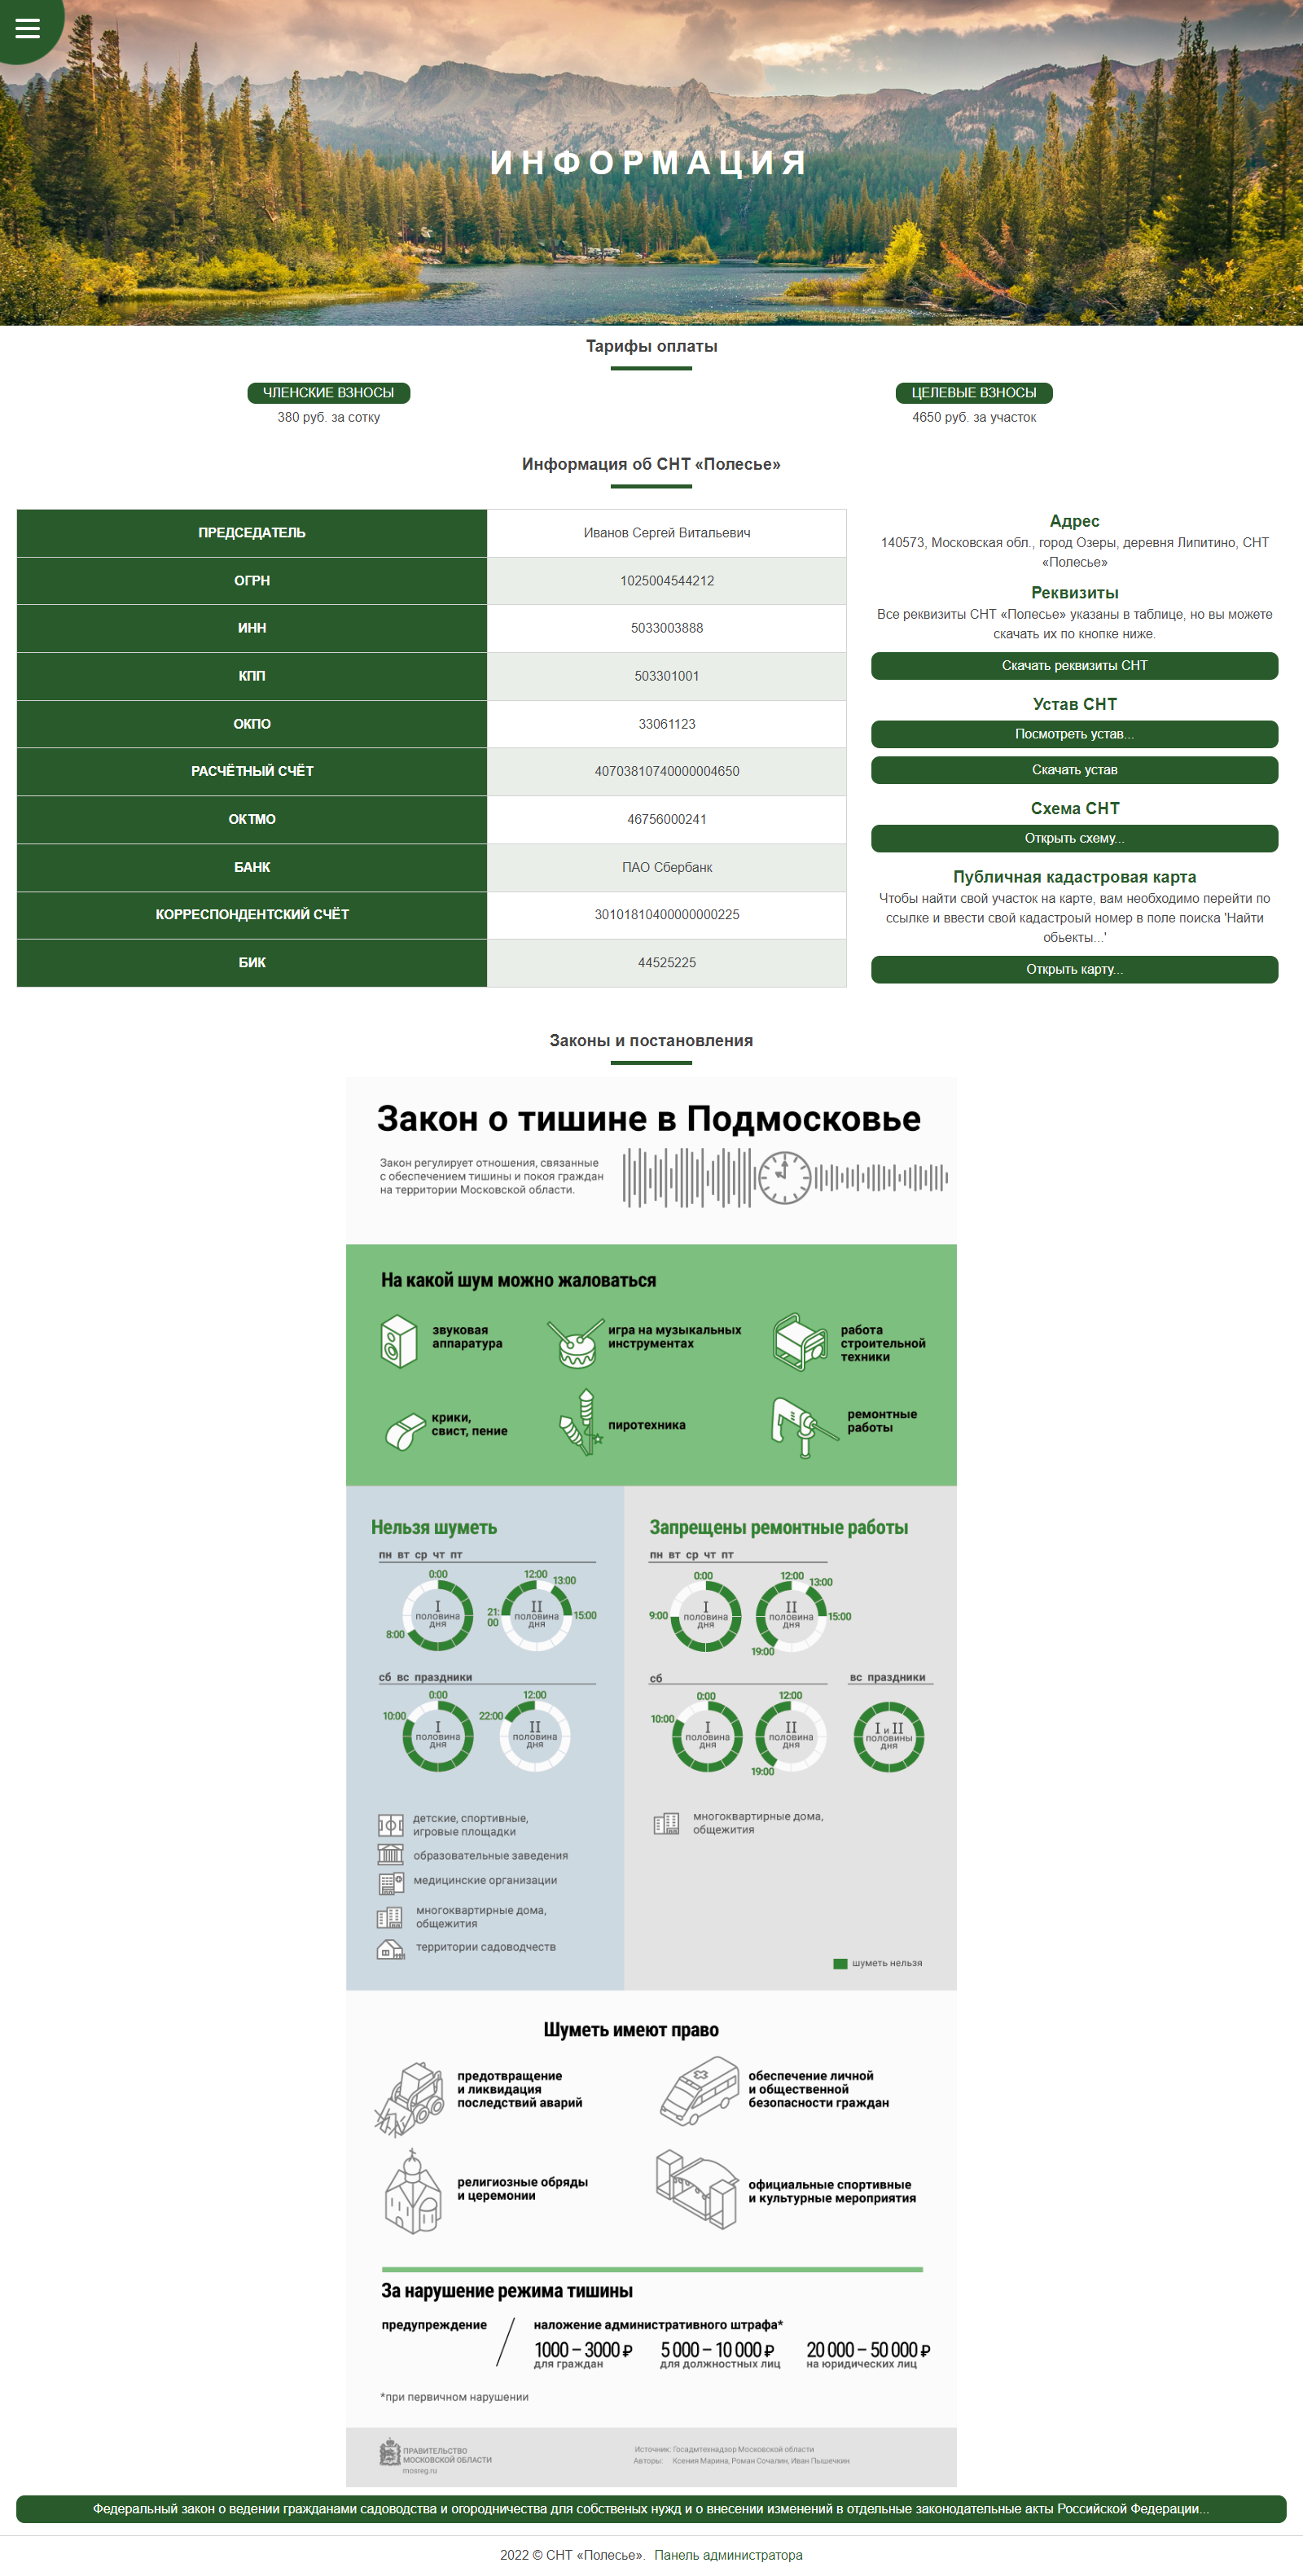 ИНФОРМАЦИЯ
Тарифы оплаты
ЧЛЕНСКИЕ ВЗНОСЫ
380 руб. за сотку
ЦЕЛЕВЫЕ ВЗНОСЫ
4650 руб. за участок
Информация об СНТ «Полесье»
ПРЕДСЕДАТЕЛЬ Иванов Сергей Витальевич
ОГРН 1025004544212
ИНН 5033003888
КПП 503301001
ОКПО 33061123
РАСЧЁТНЫЙ СЧЁТ 40703810740000004650
ОКТМО 46756000241
БАНК ПАО Сбербанк
КОРРЕСПОНДЕНТСКИЙ СЧЁТ 30101810400000000225
БИК 44525225
Адрес
140573, Московская обл., город Озеры, деревня Липитино, СНТ
«Полесье»
Реквизиты
Все реквизиты СНТ «Полесье» указаны в таблице, но вы можете
скачать их по кнопке ниже.
Скачать реквизиты СНТ
Устав СНТ
Посмотреть устав...
Скачать устав
Схема СНТ
Открыть схему...
Публичная кадастровая карта
Чтобы найти свой участок на карте, вам необходимо перейти по
ссылке и ввести свой кадастроый номер в поле поиска 'Найти
обьекты...'
Открыть карту...
Законы и постановления
Закон о тишине в Подмосковье
Закон регулирует отношения, связанные
с обеспечением тишины и покоя граждан
на территории Московской области.
На какой шум можно жаловаться
звуковая
аппаратура
игра на музыкальных
инструментах
работа
строительной
техники
крики,
свист, пение
пиротехника
ремонтные
работы
Нельзя шуметь
пн вт ср чт пт
0:00
I
половина
дня
8:00
12:00
13:00
21:
00
II
половина
дня
15:00
сб вс праздники
0:00
10:00
I
половина
дня
12:00
22:00
II
половина
дня
детские, спортивные,
игровые площадки
образовательные заведения
медицинские организации
многоквартирные дома,
общежития
территории садоводчеств
Запрещены ремонтные работы
пн вт ср чт пт
0:00
9:00
I
половина
дня
12:00
13:00
II
половина
дня
15:00
19:00
сб
0:00
10:00
I
половина
дня
12:00
II
половина
дня
19:00
вс праздники
I и II
половины
дня
многоквартирные дома,
общежития
шуметь нельзя
Шуметь имеют право
предотвращение
и ликвидация
последствий аварий
обеспечение личной
и общественной
безопасности граждан
религиозные обряды
и церемонии
официальные спортивные
и культурные мероприятия
За нарушение режима тишины
предупреждение
наложение административного штрафа*
1000 – 3000 ₽
для граждан
5 000 – 10 000 ₽
для должностных лиц
20 000 – 50 000 ₽
на юридических лиц
*при первичном нарушении
ПРАВИТЕЛЬСТВО
МОСКОВСКОЙ ОБЛАСТИ
mosreg.ru
Источник: Госадмтехнадзор Московской области
Авторы: Ксения Марина, Роман Сочалин, Иван Пышечкин
Федеральный закон о ведении гражданами садоводства и огородничества для собственых нужд и о внесении изменений в отдельные законодательные акты Российской Федерации...
2022 © СНТ «Полесье». Панель администратора